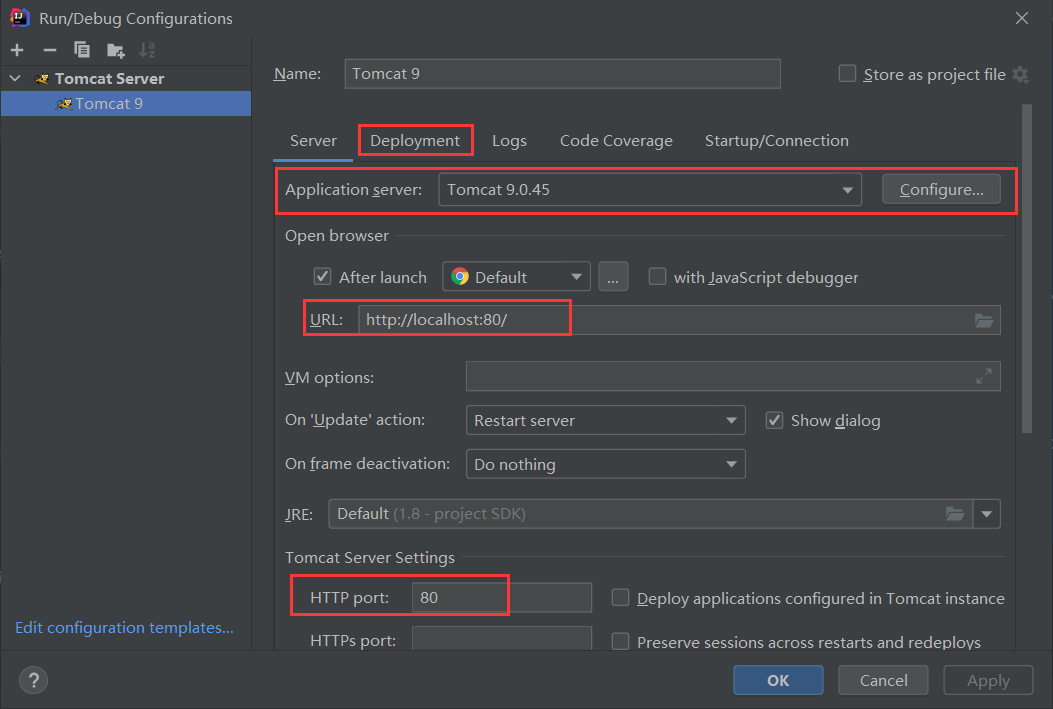 Run/Debug Configurations
Tomcat Server
Tomcat 9
Edit configuration templates...
Name: Tomcat 9 Store as project file
Server Deployment Logs Code Coverage Startup/Connection
Application server: Tomcat 9.0.45 Configure...
Open browser
After launch Default ... with JavaScript debugger
URL: http://localhost:80/
VM options:
On 'Update' action: Restart server Show dialog
On frame deactivation: Do nothing
JRE: Default (1.8 - project SDK)
Tomcat Server Settings
HTTP port: 80 Deploy applications configured in Tomcat instance
HTTPs port: Preserve sessions across restarts and redeploys
? OK Cancel Apply